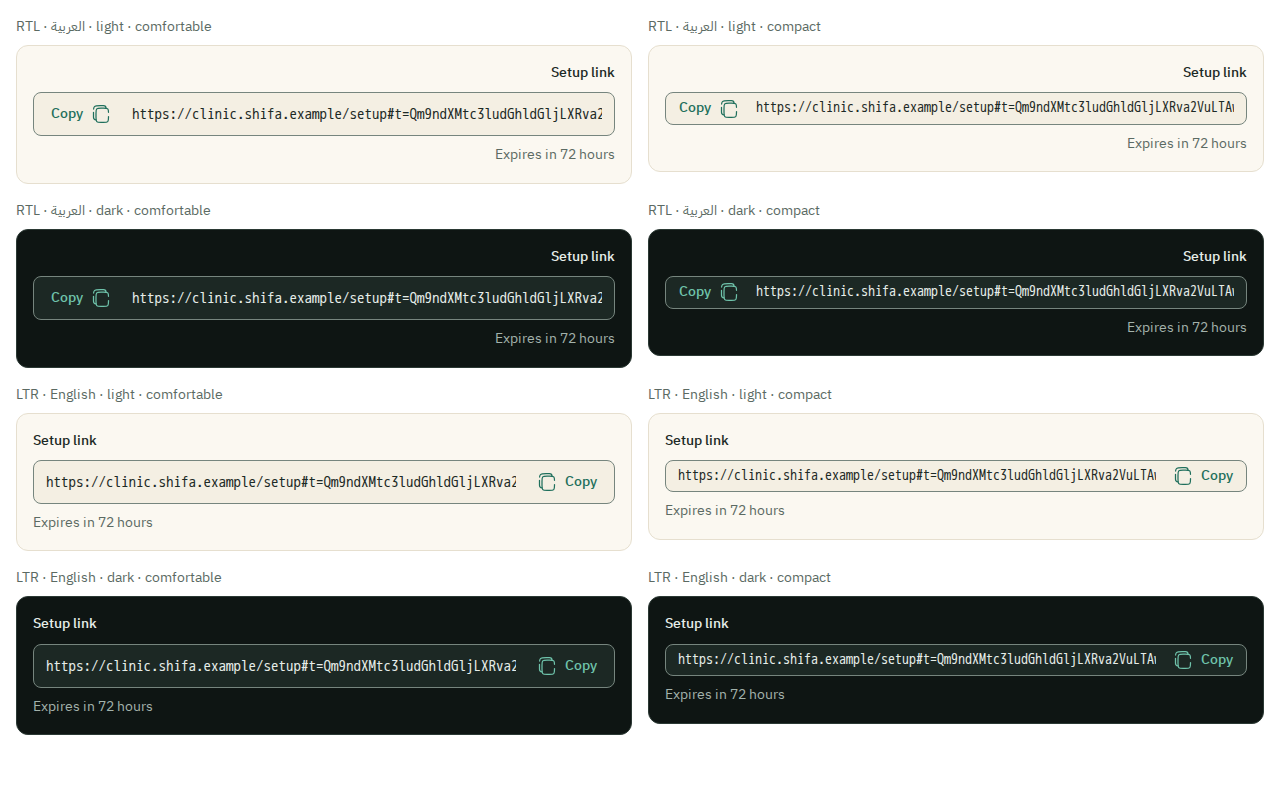 RTL · العربية · light · comfortable
Setup link
Copy https://clinic.shifa.example/setup#t=Qm9ndXMtc3ludGhldGljLXRva2
Expires in 72 hours
RTL · العربية · light · compact
Setup link
Copy https://clinic.shifa.example/setup#t=Qm9ndXMtc3ludGhldGljLXRva2VuLTA
Expires in 72 hours
RTL · العربية · dark · comfortable
Setup link
Copy https://clinic.shifa.example/setup#t=Qm9ndXMtc3ludGhldGljLXRva2
Expires in 72 hours
RTL · العربية · dark · compact
Setup link
Copy https://clinic.shifa.example/setup#t=Qm9ndXMtc3ludGhldGljLXRva2VuLTA
Expires in 72 hours
LTR · English · light · comfortable
Setup link
https://clinic.shifa.example/setup#t=Qm9ndXMtc3ludGhldGljLXRva2 Copy
Expires in 72 hours
LTR · English · light · compact
Setup link
https://clinic.shifa.example/setup#t=Qm9ndXMtc3ludGhldGljLXRva2VuLTA Copy
Expires in 72 hours
LTR · English · dark · comfortable
Setup link
https://clinic.shifa.example/setup#t=Qm9ndXMtc3ludGhldGljLXRva2 Copy
Expires in 72 hours
LTR · English · dark · compact
Setup link
https://clinic.shifa.example/setup#t=Qm9ndXMtc3ludGhldGljLXRva2VuLTA Copy
Expires in 72 hours